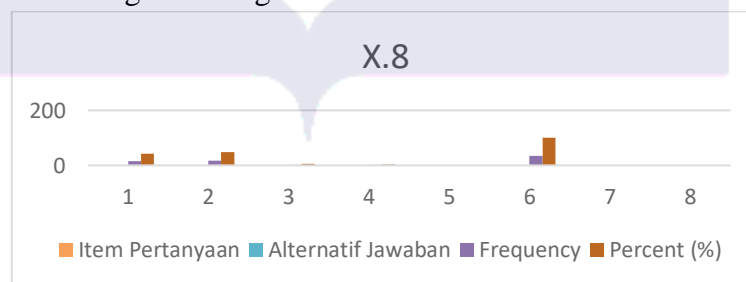 X.8
200
0
1 2 3 4 5 6 7 8
Item Pertanyaan Alternatif Jawaban Frequency Percent (%)